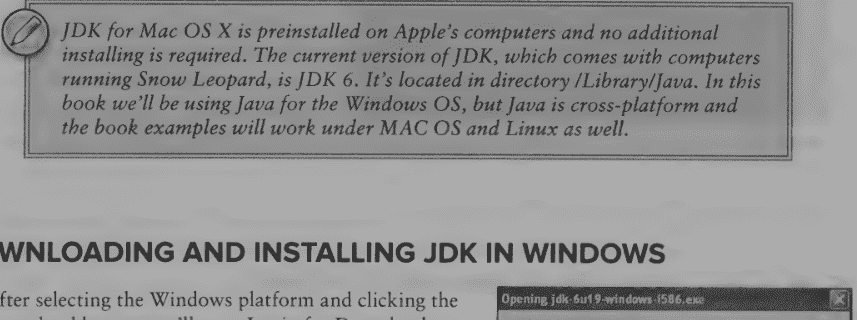 JDK for Mac OS X is preinstalled on Apple's computers and no additional
installing is required. The current version of JDK, which comes with computers
running Snow Leopard, is JDK 6. It's located in directory /Library/Java. In this
book we'll be using Java for the Windows OS, but Java is cross-platform and
the book examples will work under MAC OS and Linux as well.
WNLOADING AND INSTALLING JDK IN WINDOWS
fter selecting the Windows platform and clicking the
Opening jdk-6u19-windows-i586.exe